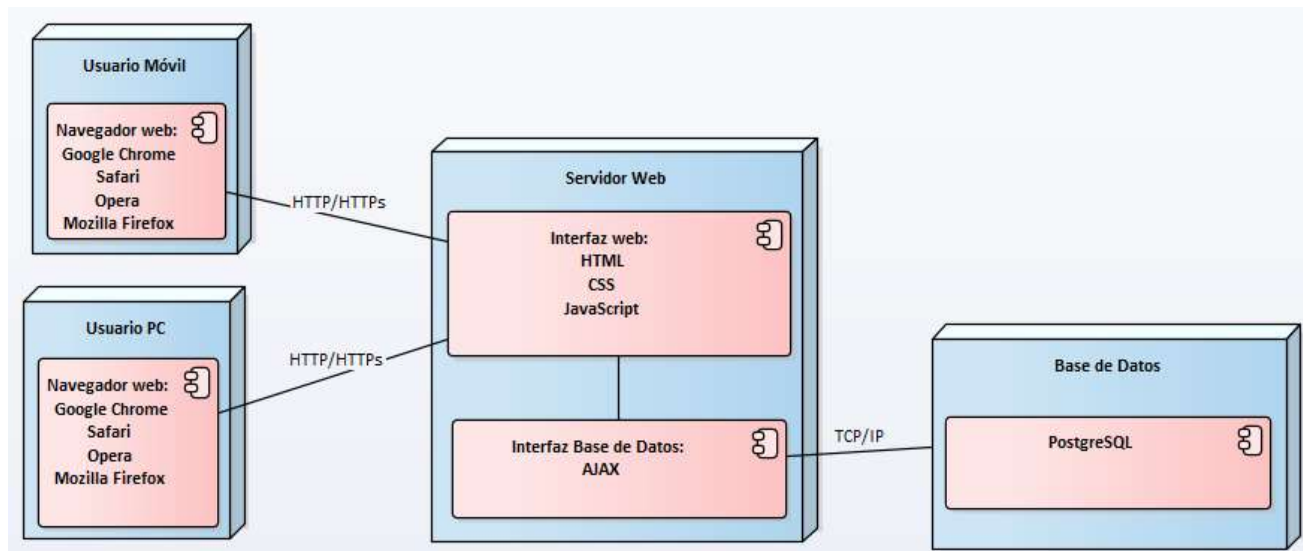 Usuario Móvil
Navegador web:
Google Chrome
Safari
Opera
Mozilla Firefox
HTTP/HTTPs
Usuario PC
Navegador web:
Google Chrome
Safari
Opera
Mozilla Firefox
HTTP/HTTPs
Servidor Web
Interfaz web:
HTML
CSS
JavaScript
Interfaz Base de Datos:
AJAX
TCP/IP
Base de Datos
PostgreSQL